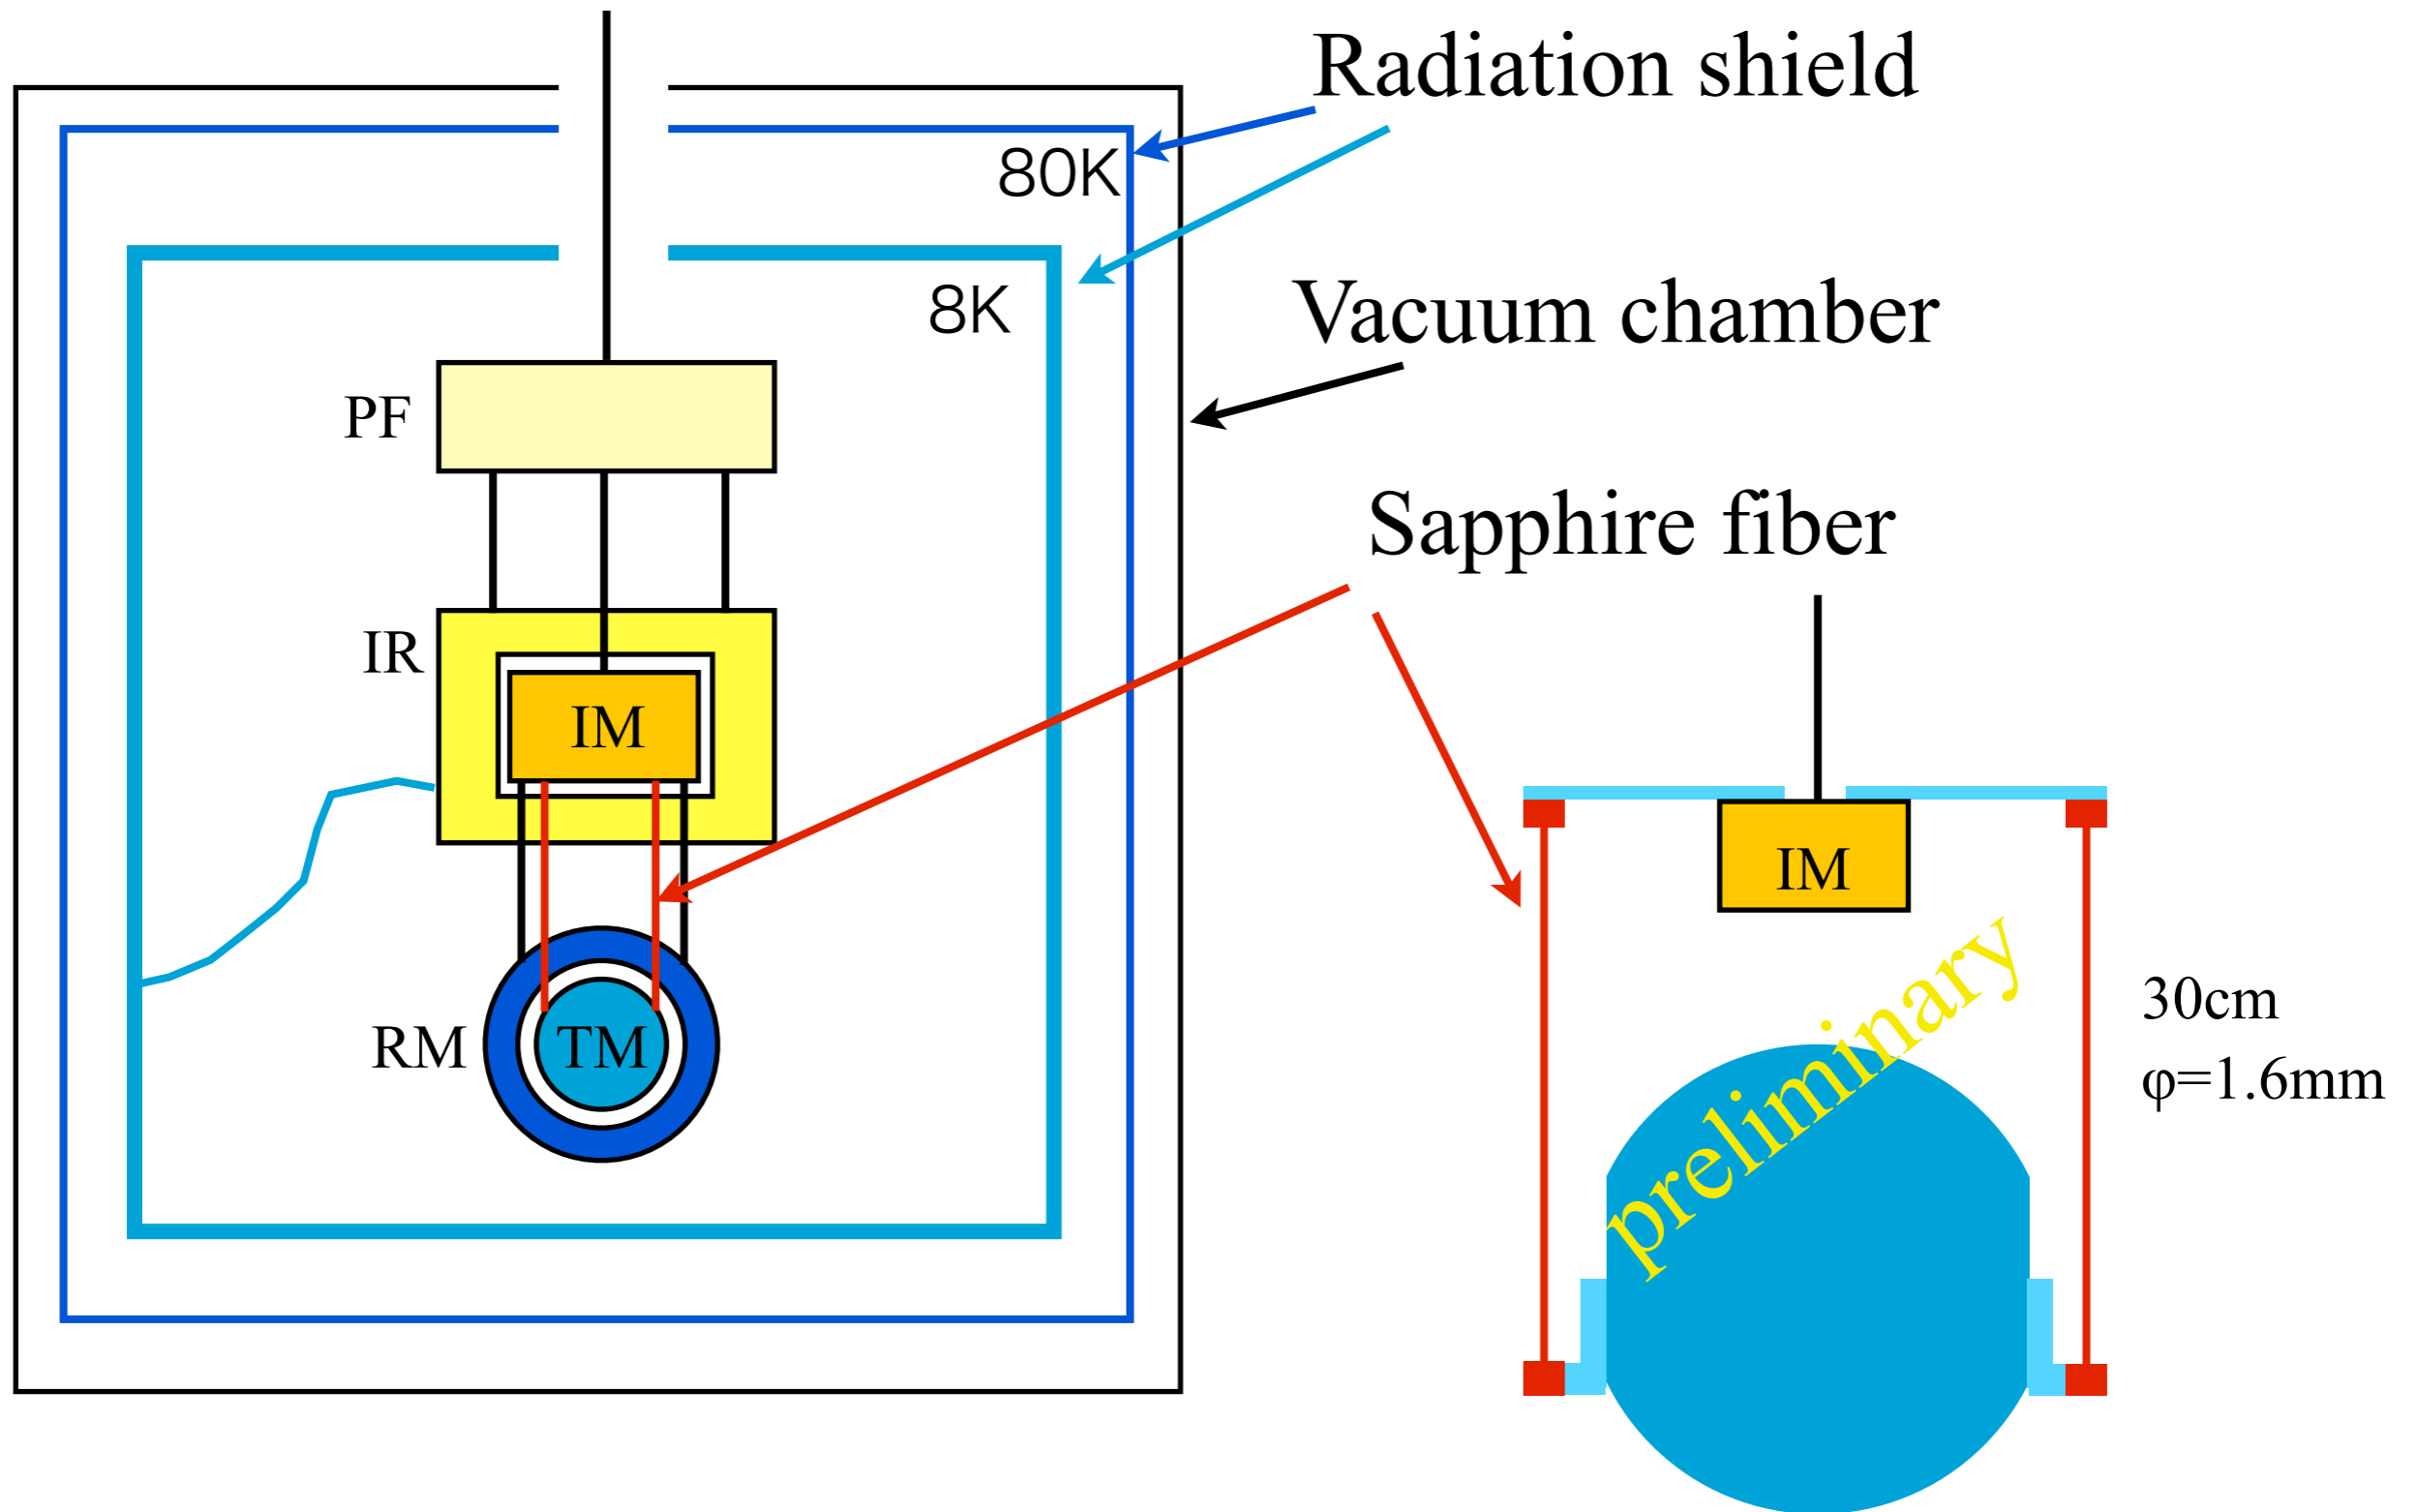 Radiation shield
80K
8K
Vacuum chamber
PF
Sapphire fiber
IR
IM
IM
preliminary
30cm
RM
TM
φ=1.6mm